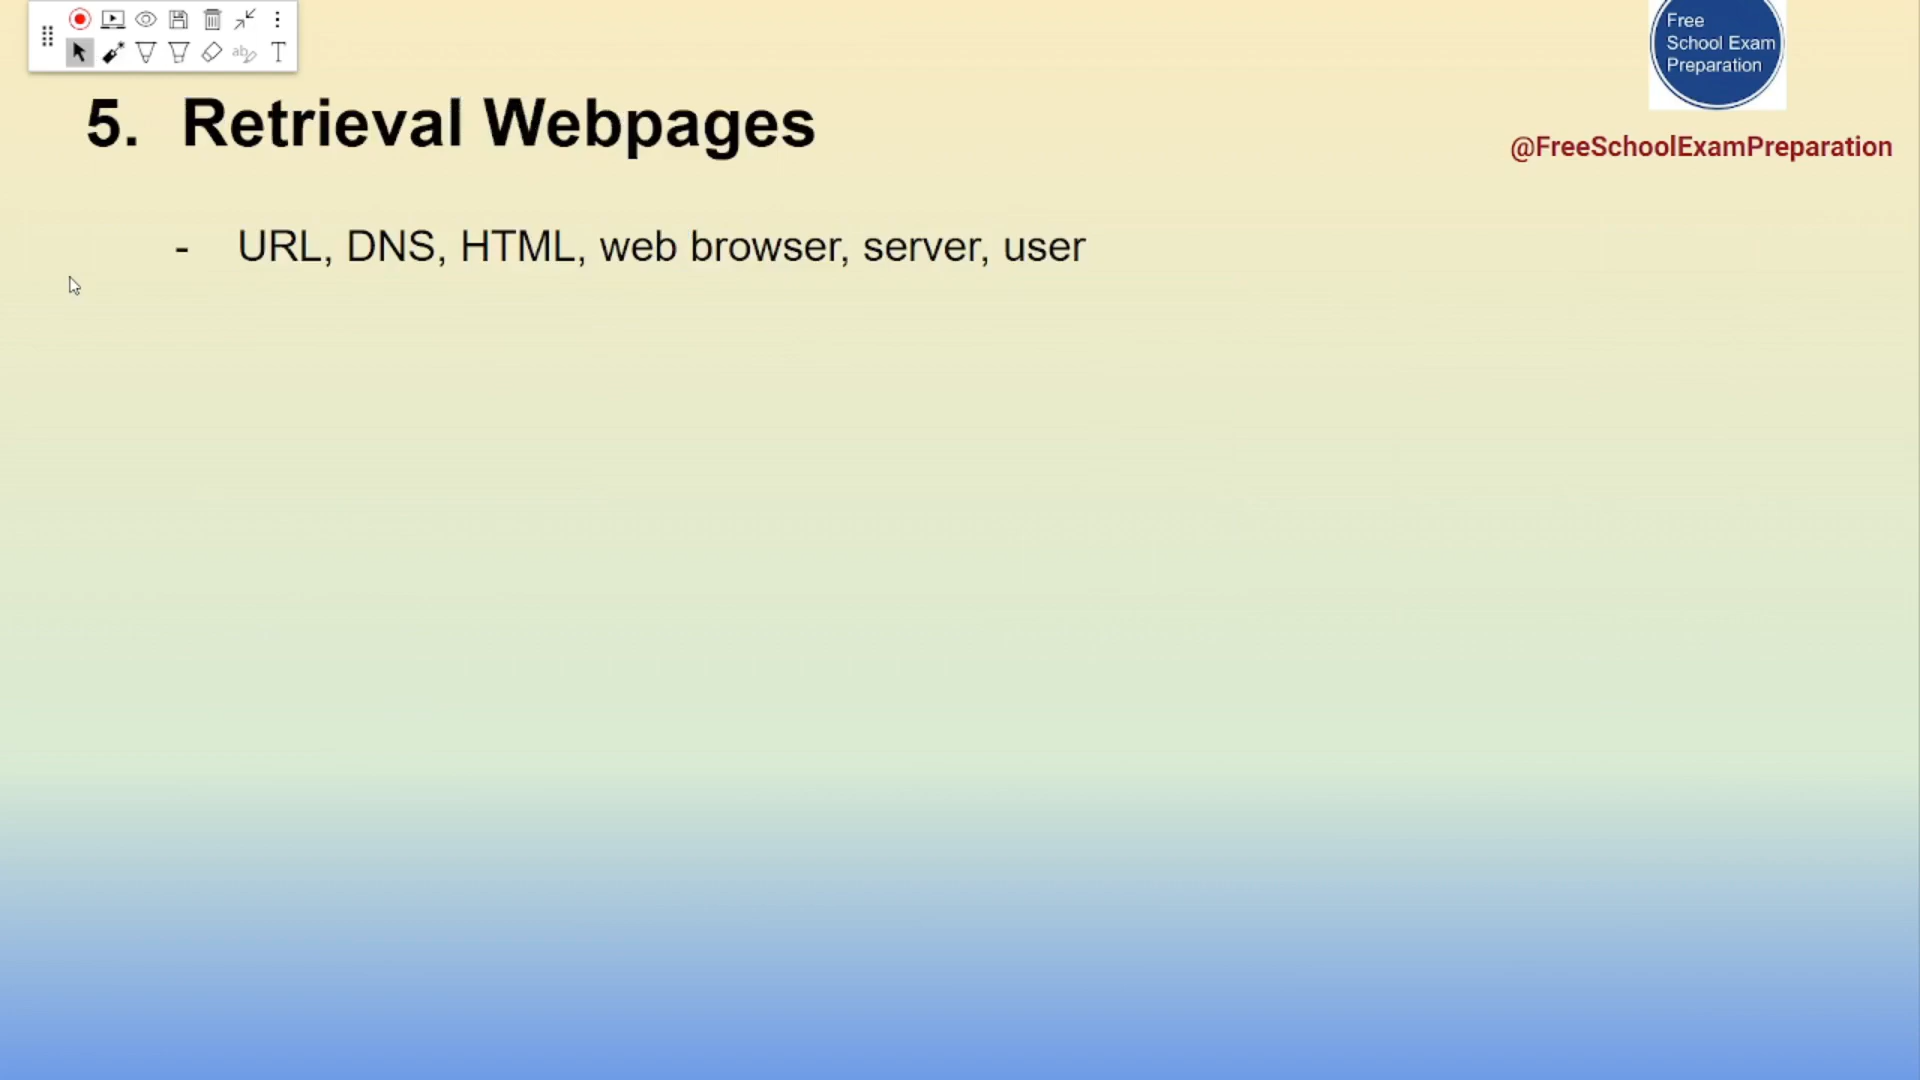 Free
School Exam
Preparation
@FreeSchoolExamPreparation
5. Retrieval Webpages
- URL, DNS, HTML, web browser, server, user